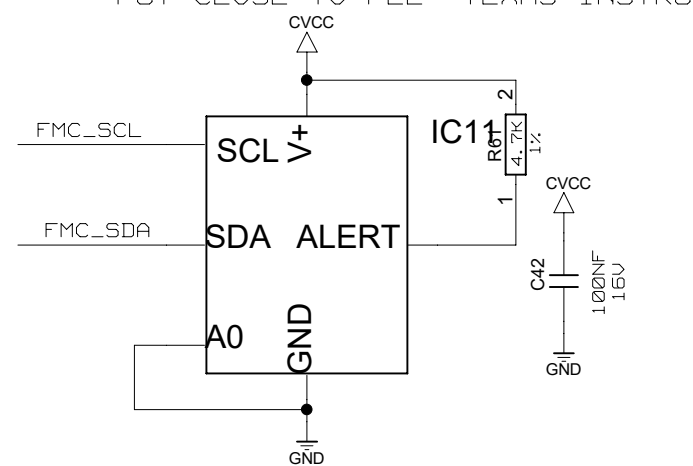 CVCC
FMC_SCL
SCL
V+
IC11
R61
4.7K
1%
2
1
FMC_SDA
SDA
ALERT
A0
GND
GND
CVCC
C42
100NF
16V
GND